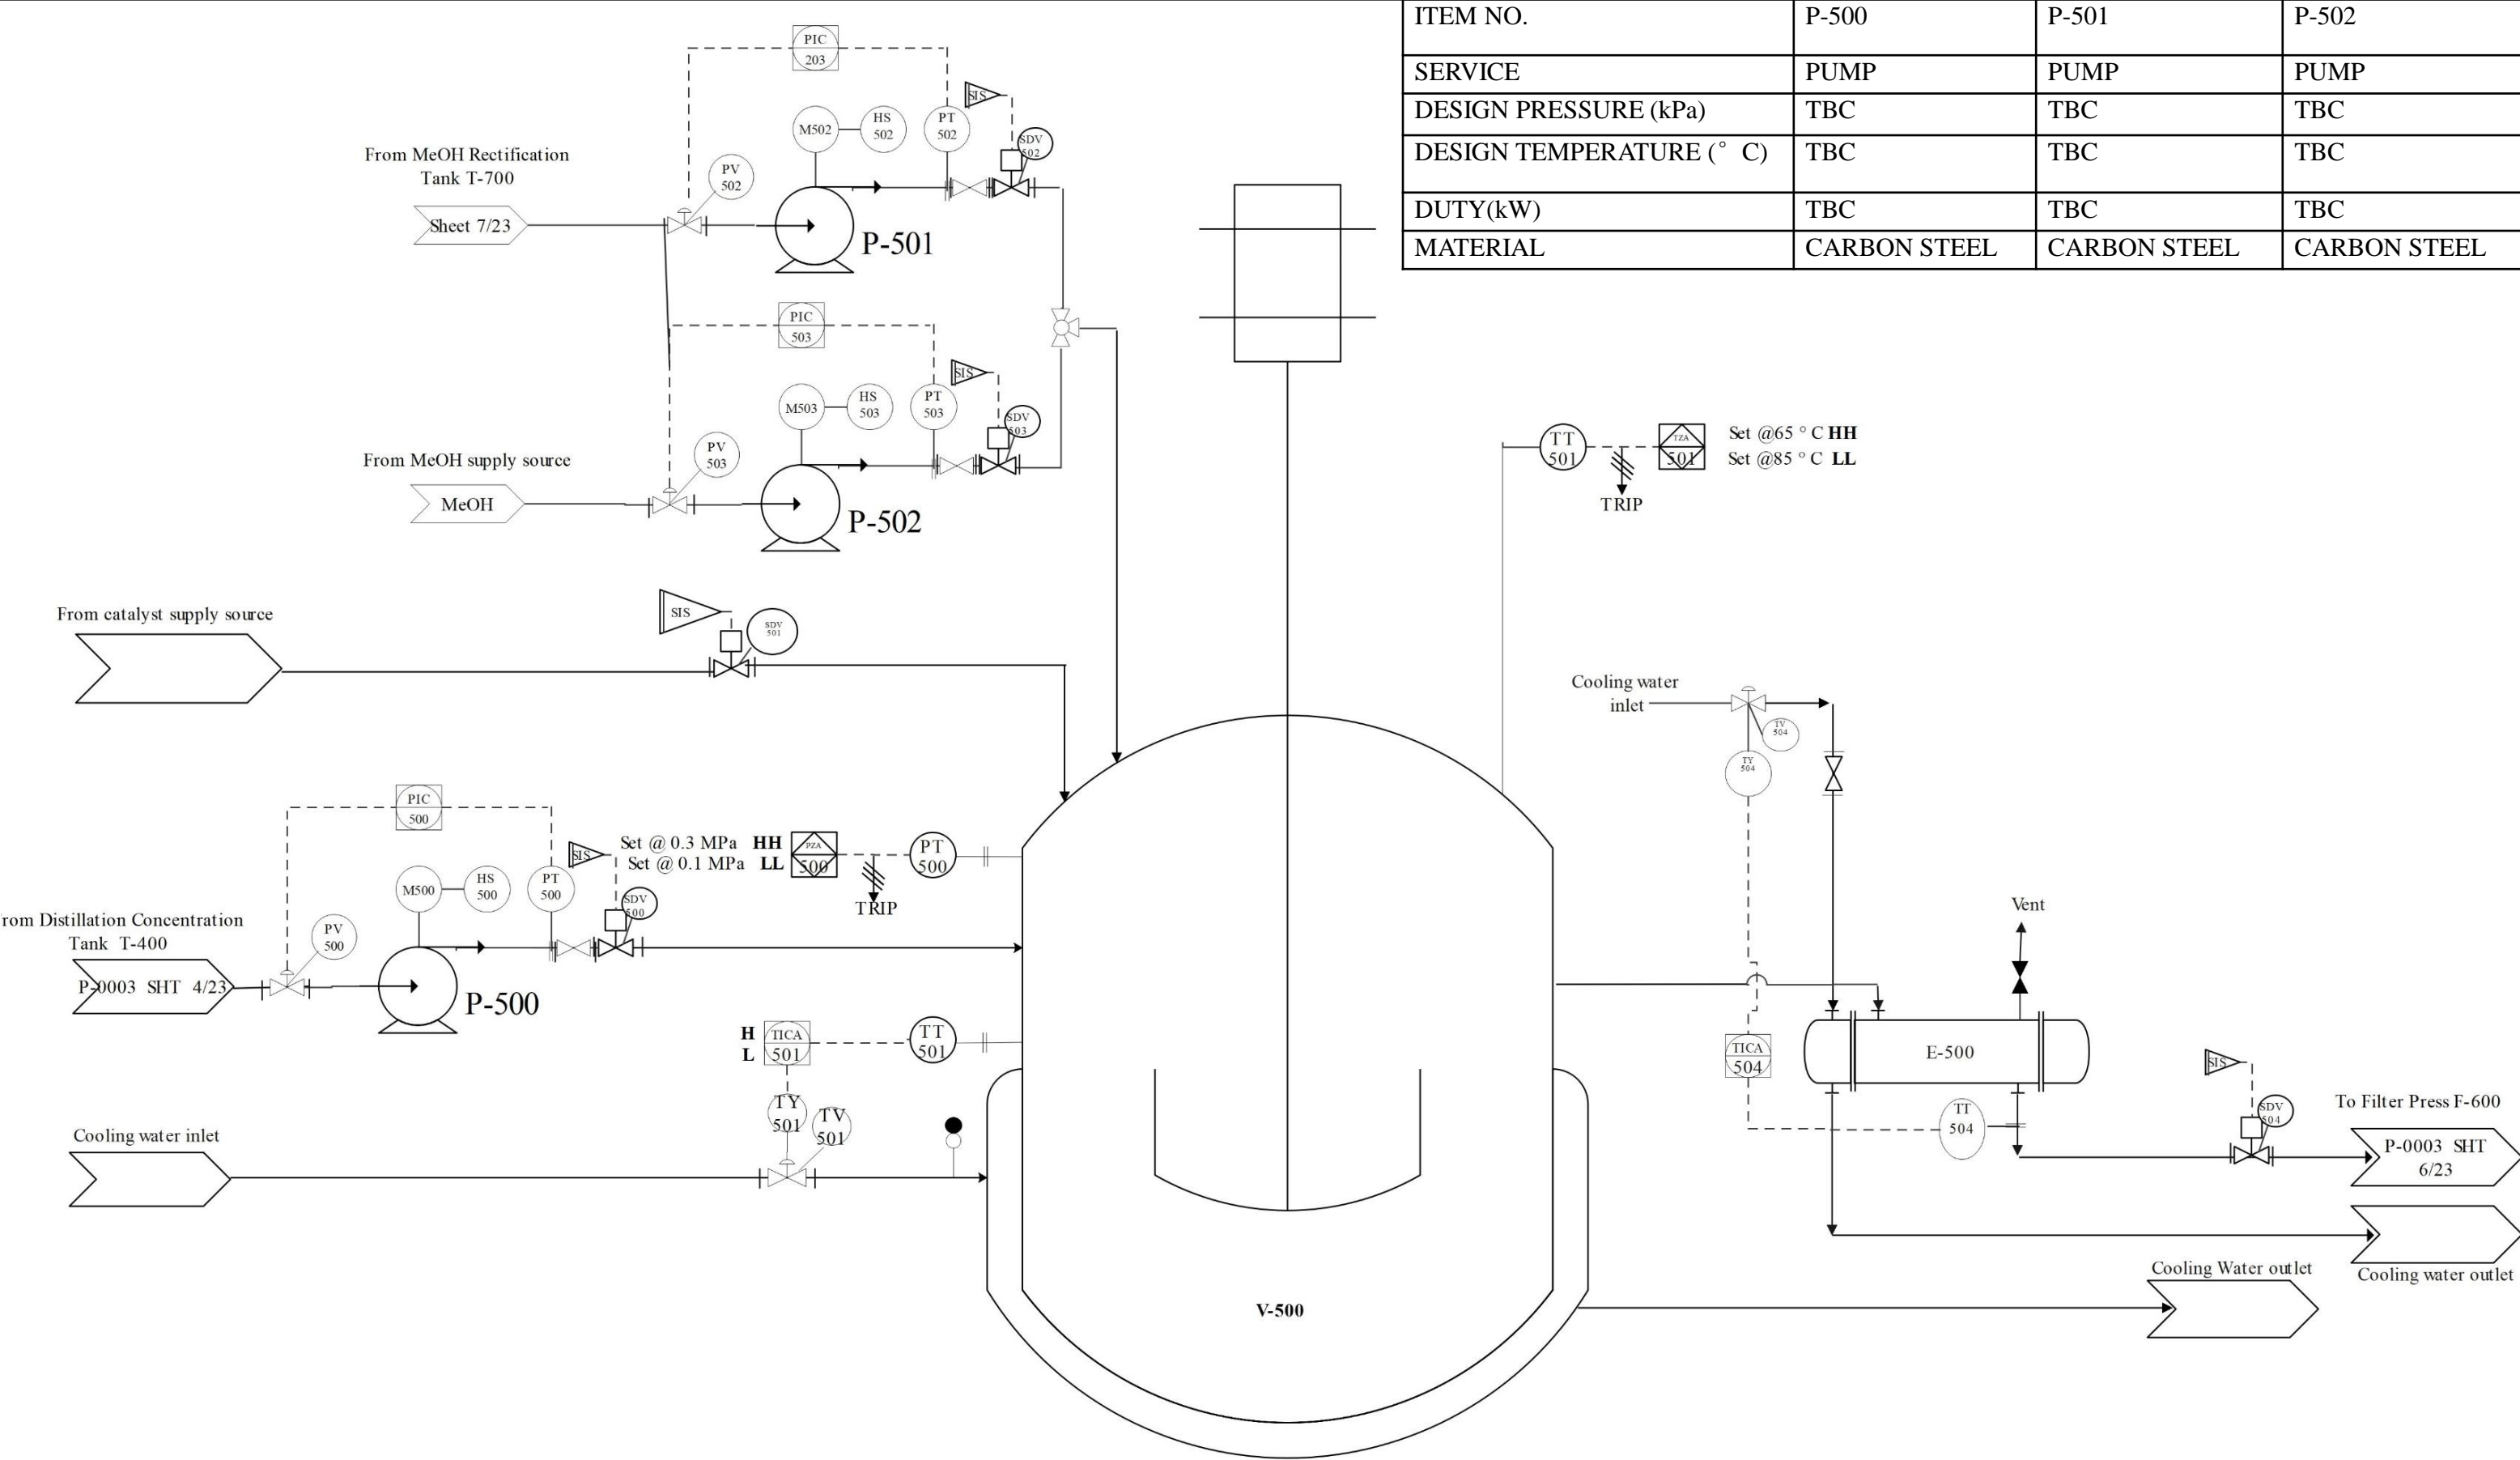 ITEM NO. P-500 P-501 P-502
SERVICE PUMP PUMP PUMP
DESIGN PRESSURE (kPa) TBC TBC TBC
DESIGN TEMPERATURE (° C) TBC TBC TBC
DUTY(kW) TBC TBC TBC
MATERIAL CARBON STEEL CARBON STEEL CARBON STEEL
PIC
203
SIS
M502
HS
502
PT
502
SDV
502
From MeOH Rectification
Tank T-700
PV
502
Sheet 7/23
P-501
PIC
503
SIS
M503
HS
503
PT
503
SDV
503
PV
503
From MeOH supply source
MeOH
P-502
TT
501
TZA
501
Set @65 ° C HH
Set @85 ° C LL
TRIP
From catalyst supply source
SIS
SDV
501
Cooling water
inlet
TV
504
TY
504
PIC
500
SIS
Set @ 0.3 MPa HH
Set @ 0.1 MPa LL
PZA
500
PT
500
TRIP
M500
HS
500
PT
500
SDV
500
rom Distillation Concentration
Tank T-400
PV
500
P-0003 SHT 4/23
P-500
Vent
H
L
TICA
501
TT
501
TICA
504
E-500
SIS
TY
501
TV
501
TT
504
SDV
504
To Filter Press F-600
P-0003 SHT
6/23
Cooling water inlet
Cooling Water outlet
Cooling water outlet
V-500